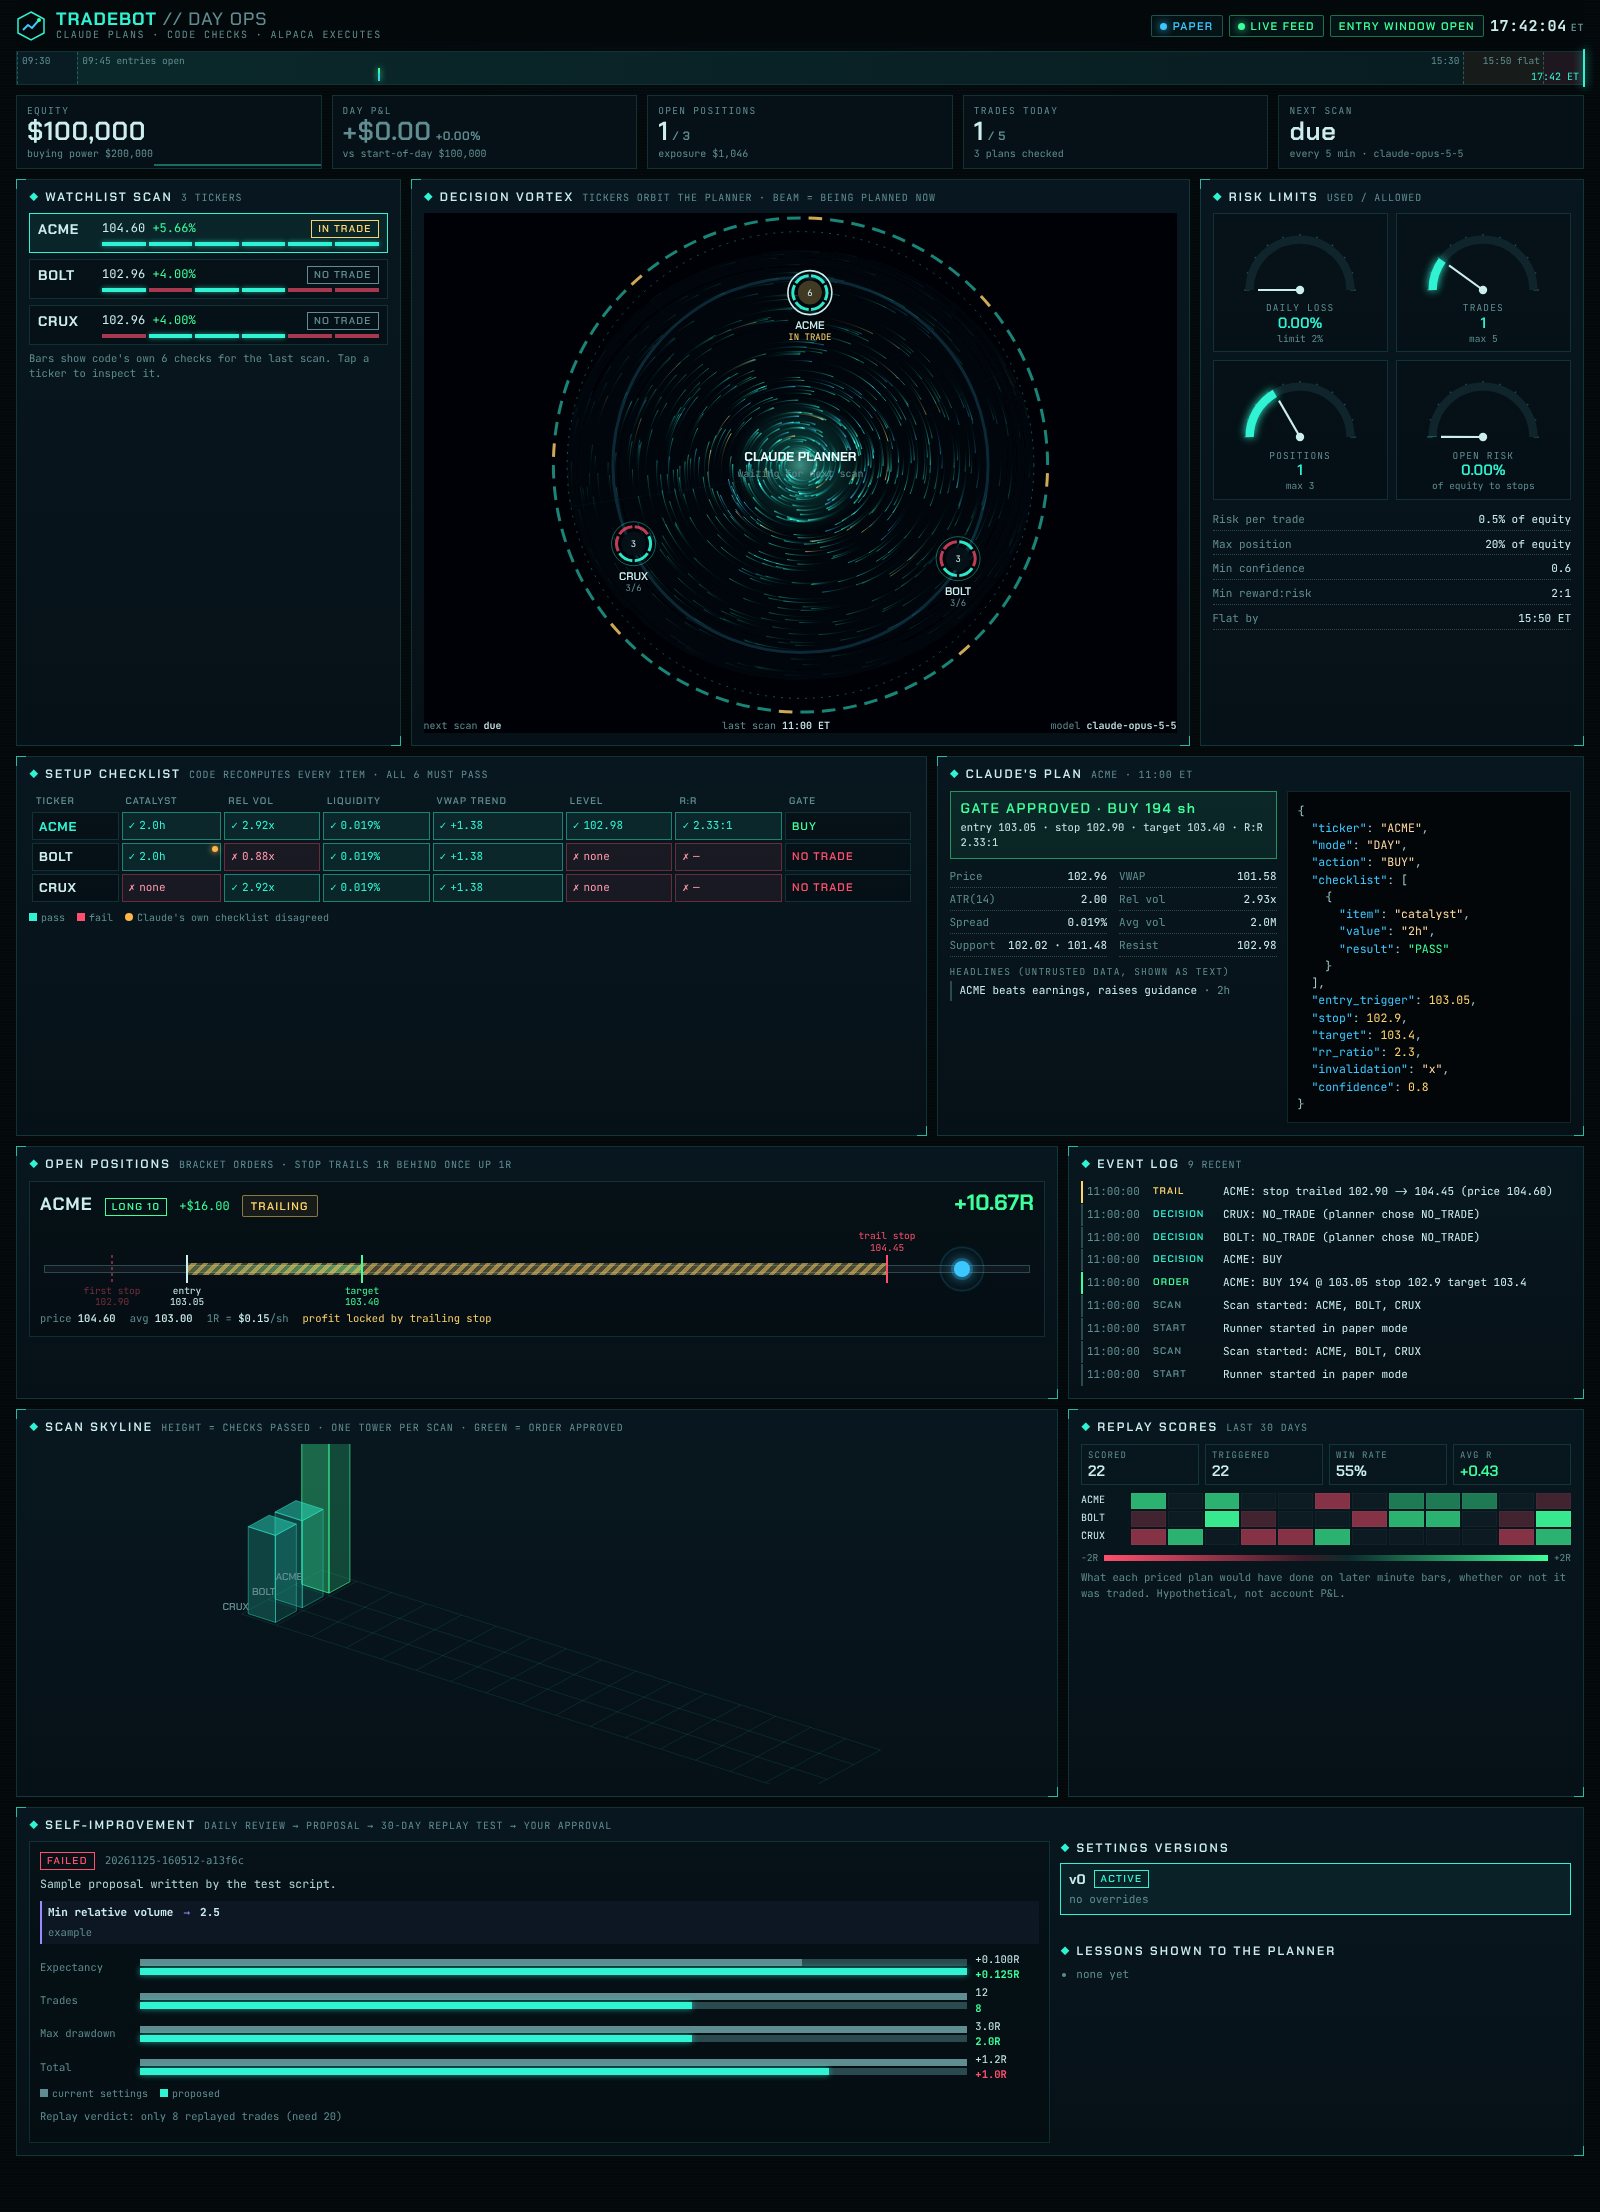 TRADEBOT // DAY OPS
CLAUDE PLANS · CODE CHECKS · ALPACA EXECUTES
PAPER
LIVE FEED
ENTRY WINDOW OPEN
17:42:04 ET
09:30
09:45 entries open
15:30
15:50 flat
17:42 ET
EQUITY
$100,000
buying power $200,000
DAY P&L
+$0.00 +0.00%
vs start-of-day $100,000
OPEN POSITIONS
1 / 3
exposure $1,046
TRADES TODAY
1 / 5
3 plans checked
NEXT SCAN
due
every 5 min · claude-opus-5-5
WATCHLIST SCAN 3 TICKERS
ACME 104.60 +5.66% IN TRADE
BOLT 102.96 +4.00% NO TRADE
CRUX 102.96 +4.00% NO TRADE
Bars show code's own 6 checks for the last scan. Tap a
ticker to inspect it.
DECISION VORTEX TICKERS ORBIT THE PLANNER · BEAM = BEING PLANNED NOW
6
ACME
IN TRADE
CLAUDE PLANNER
waiting for next scan
3
CRUX
3/6
3
BOLT
3/6
next scan due
last scan 11:00 ET
model claude-opus-5-5
RISK LIMITS USED / ALLOWED
DAILY LOSS
0.00%
limit 2%
TRADES
1
max 5
POSITIONS
1
max 3
OPEN RISK
0.00%
of equity to stops
Risk per trade 0.5% of equity
Max position 20% of equity
Min confidence 0.6
Min reward:risk 2:1
Flat by 15:50 ET
SETUP CHECKLIST CODE RECOMPUTES EVERY ITEM · ALL 6 MUST PASS
TICKER CATALYST REL VOL LIQUIDITY VWAP TREND LEVEL R:R GATE
ACME ✓ 2.0h ✓ 2.92x ✓ 0.019% ✓ +1.38 ✓ 102.98 ✓ 2.33:1 BUY
BOLT ✓ 2.0h ✗ 0.88x ✓ 0.019% ✓ +1.38 ✗ none ✗ — NO TRADE
CRUX ✗ none ✓ 2.92x ✓ 0.019% ✓ +1.38 ✗ none ✗ — NO TRADE
pass fail Claude's own checklist disagreed
CLAUDE'S PLAN ACME · 11:00 ET
GATE APPROVED · BUY 194 sh
entry 103.05 · stop 102.90 · target 103.40 · R:R
2.33:1
Price 102.96 VWAP 101.58
ATR(14) 2.00 Rel vol 2.93x
Spread 0.019% Avg vol 2.0M
Support 102.02 · 101.48 Resist 102.98
HEADLINES (UNTRUSTED DATA, SHOWN AS TEXT)
ACME beats earnings, raises guidance · 2h
{
"ticker": "ACME",
"mode": "DAY",
"action": "BUY",
"checklist": [
{
"item": "catalyst",
"value": "2h",
"result": "PASS"
}
],
"entry_trigger": 103.05,
"stop": 102.9,
"target": 103.4,
"rr_ratio": 2.3,
"invalidation": "x",
"confidence": 0.8
}
OPEN POSITIONS BRACKET ORDERS · STOP TRAILS 1R BEHIND ONCE UP 1R
ACME LONG 10 +$16.00 TRAILING +10.67R
trail stop
104.45
first stop
102.90
entry
103.05
target
103.40
price 104.60 avg 103.00 1R = $0.15/sh profit locked by trailing stop
EVENT LOG 9 RECENT
11:00:00 TRAIL ACME: stop trailed 102.90 -> 104.45 (price 104.60)
11:00:00 DECISION CRUX: NO_TRADE (planner chose NO_TRADE)
11:00:00 DECISION BOLT: NO_TRADE (planner chose NO_TRADE)
11:00:00 DECISION ACME: BUY
11:00:00 ORDER ACME: BUY 194 @ 103.05 stop 102.9 target 103.4
11:00:00 SCAN Scan started: ACME, BOLT, CRUX
11:00:00 START Runner started in paper mode
11:00:00 SCAN Scan started: ACME, BOLT, CRUX
11:00:00 START Runner started in paper mode
SCAN SKYLINE HEIGHT = CHECKS PASSED · ONE TOWER PER SCAN · GREEN = ORDER APPROVED
ACME
BOLT
CRUX
REPLAY SCORES LAST 30 DAYS
SCORED
22
TRIGGERED
22
WIN RATE
55%
AVG R
+0.43
ACME
BOLT
CRUX
-2R +2R
What each priced plan would have done on later minute bars, whether or not it
was traded. Hypothetical, not account P&L.
SELF-IMPROVEMENT DAILY REVIEW → PROPOSAL → 30-DAY REPLAY TEST → YOUR APPROVAL
FAILED 20261125-160512-a13f6c
Sample proposal written by the test script.
Min relative volume → 2.5
example
Expectancy +0.100R
+0.125R
Trades 12
8
Max drawdown 3.0R
2.0R
Total +1.2R
+1.0R
current settings proposed
Replay verdict: only 8 replayed trades (need 20)
SETTINGS VERSIONS
v0 ACTIVE
no overrides
LESSONS SHOWN TO THE PLANNER
• none yet